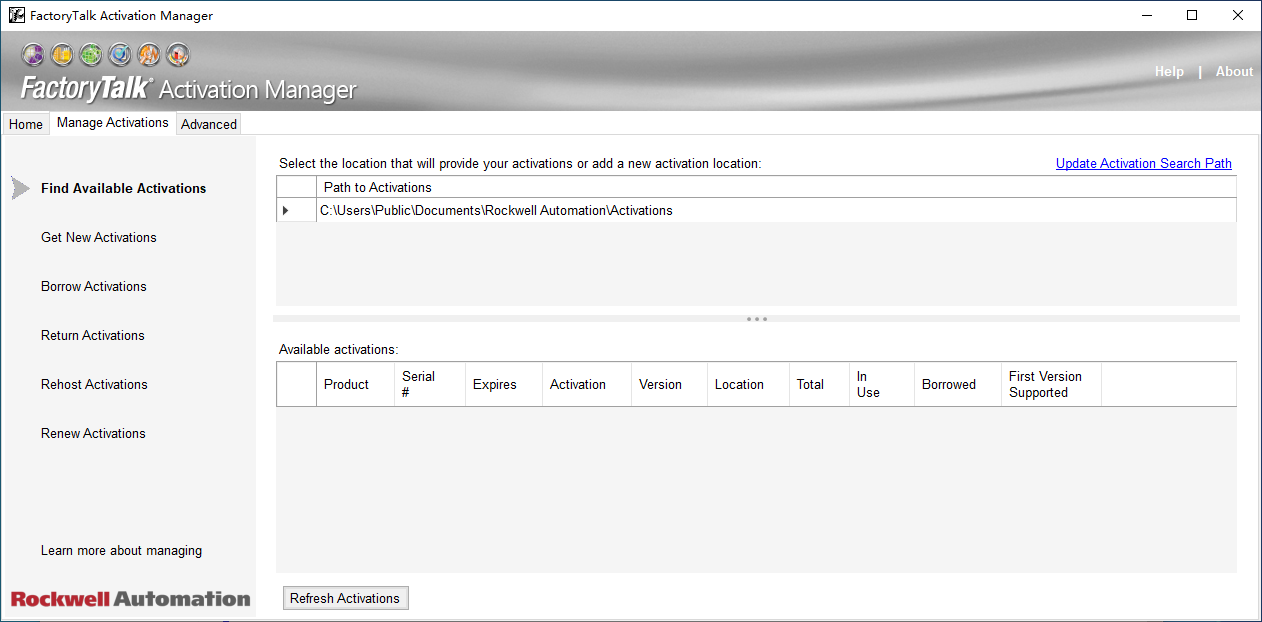 FactoryTalk Activation Manager
FactoryTalk® Activation Manager
Help | About
Home Manage Activations Advanced
Find Available Activations
Get New Activations
Borrow Activations
Return Activations
Rehost Activations
Renew Activations
Learn more about managing
Rockwell Automation
Select the location that will provide your activations or add a new activation location:
Update Activation Search Path
Path to Activations
C:\Users\Public\Documents\Rockwell Automation\Activations
Available activations:
Product
Serial
#
Expires
Activation
Version
Location
Total
In
Use
Borrowed
First Version
Supported
Refresh Activations